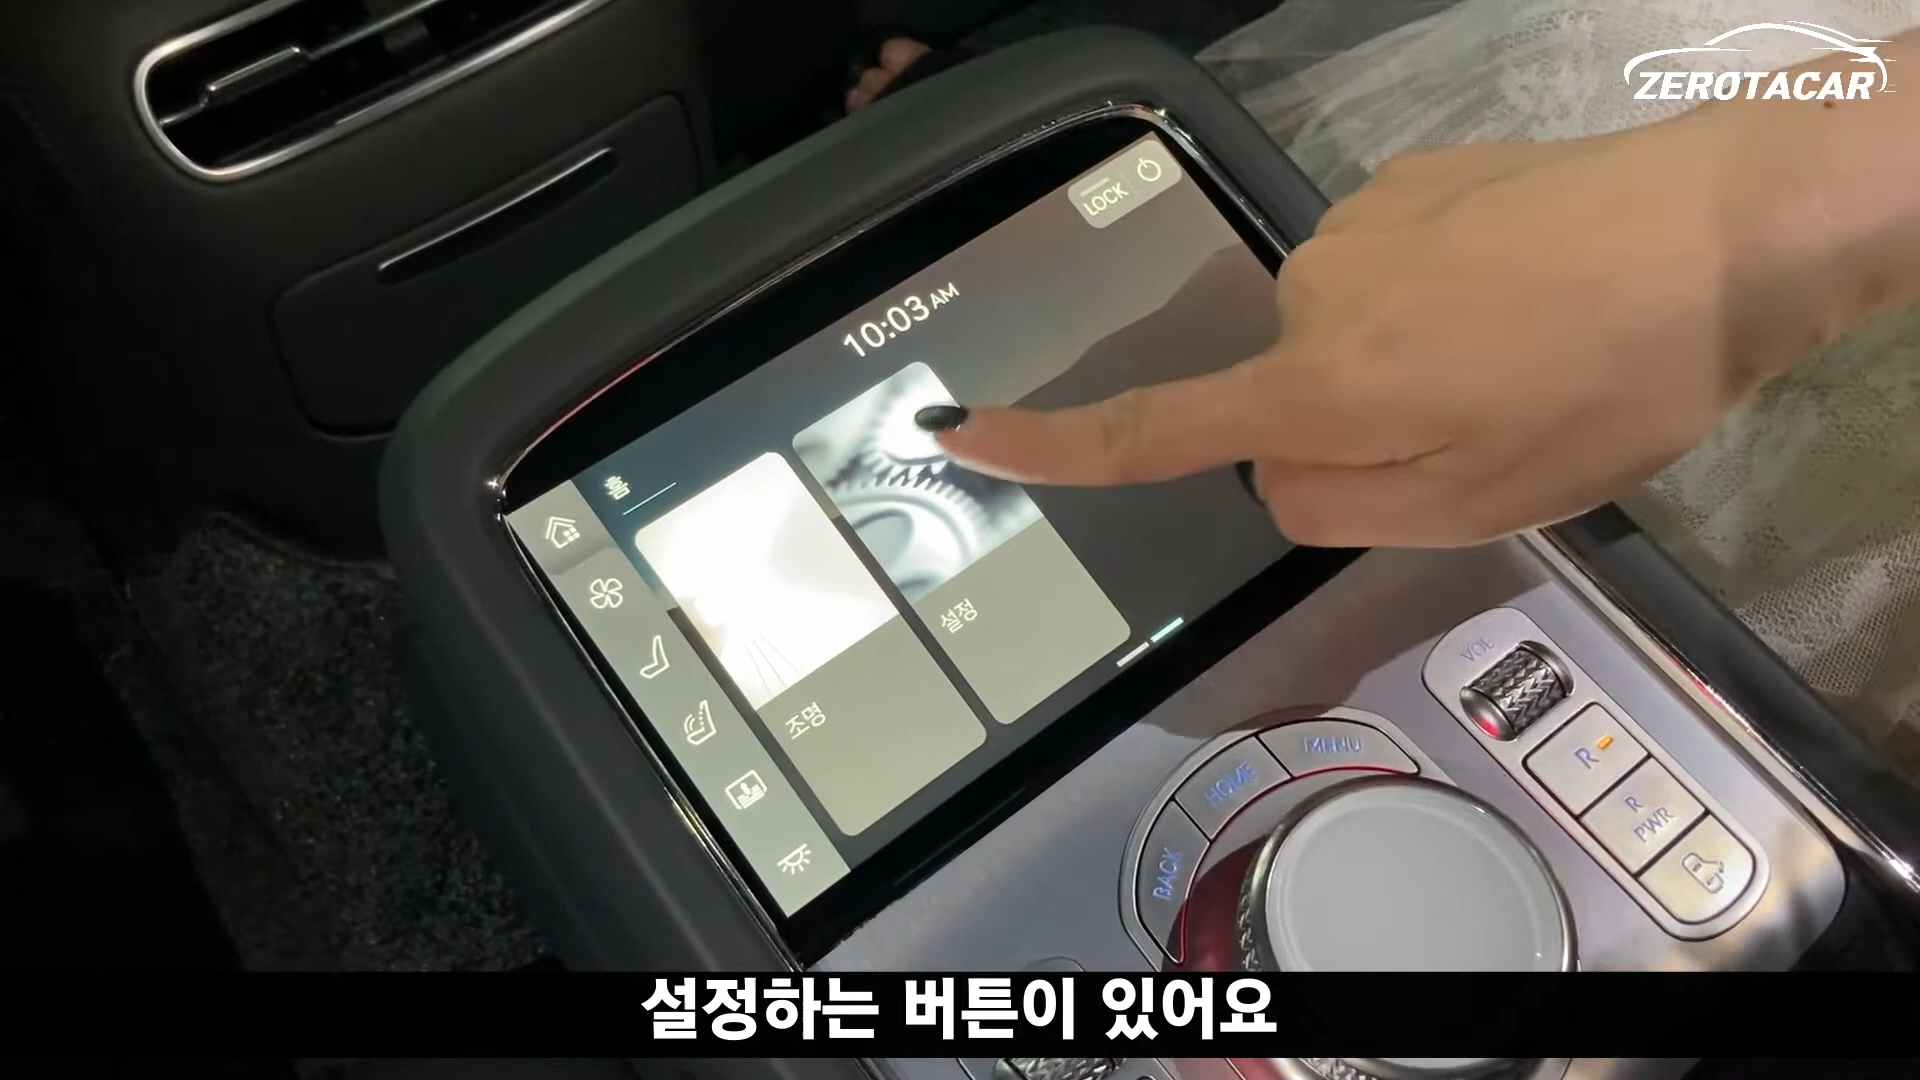 ZEROTACAR
LOCK
10:03 AM
홈
설정
조명
VOL
MENU
HOME
BACK
R
R
PWR
설정하는 버튼이 있어요